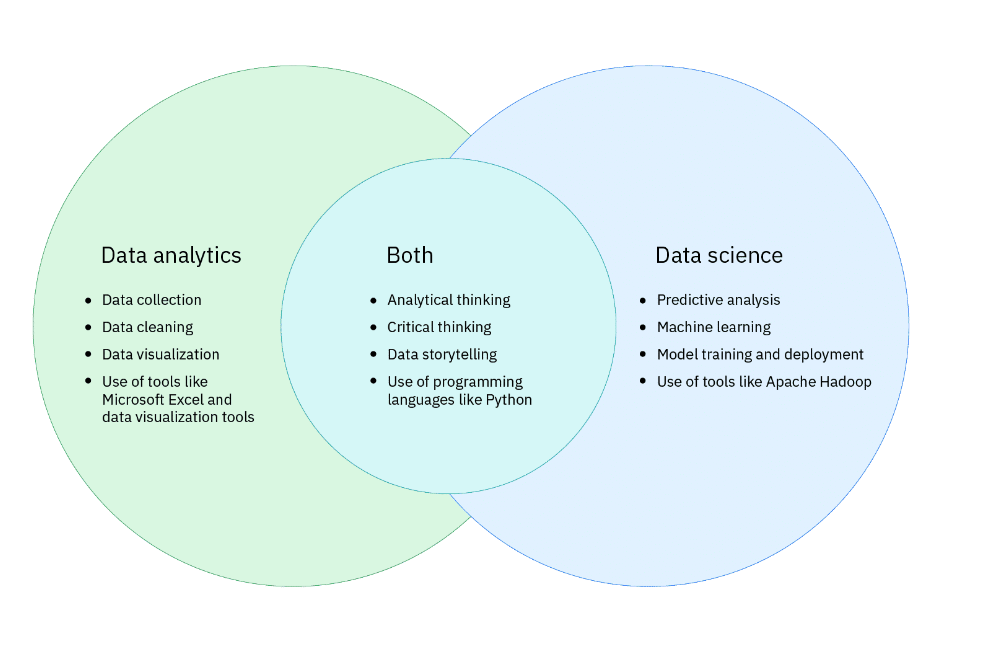 Data analytics
Data collection
Data cleaning
Data visualization
Use of tools like
Microsoft Excel and
data visualization tools
Both
Analytical thinking
Critical thinking
Data storytelling
Use of programming
languages like Python
Data science
Predictive analysis
Machine learning
Model training and deployment
Use of tools like Apache Hadoop